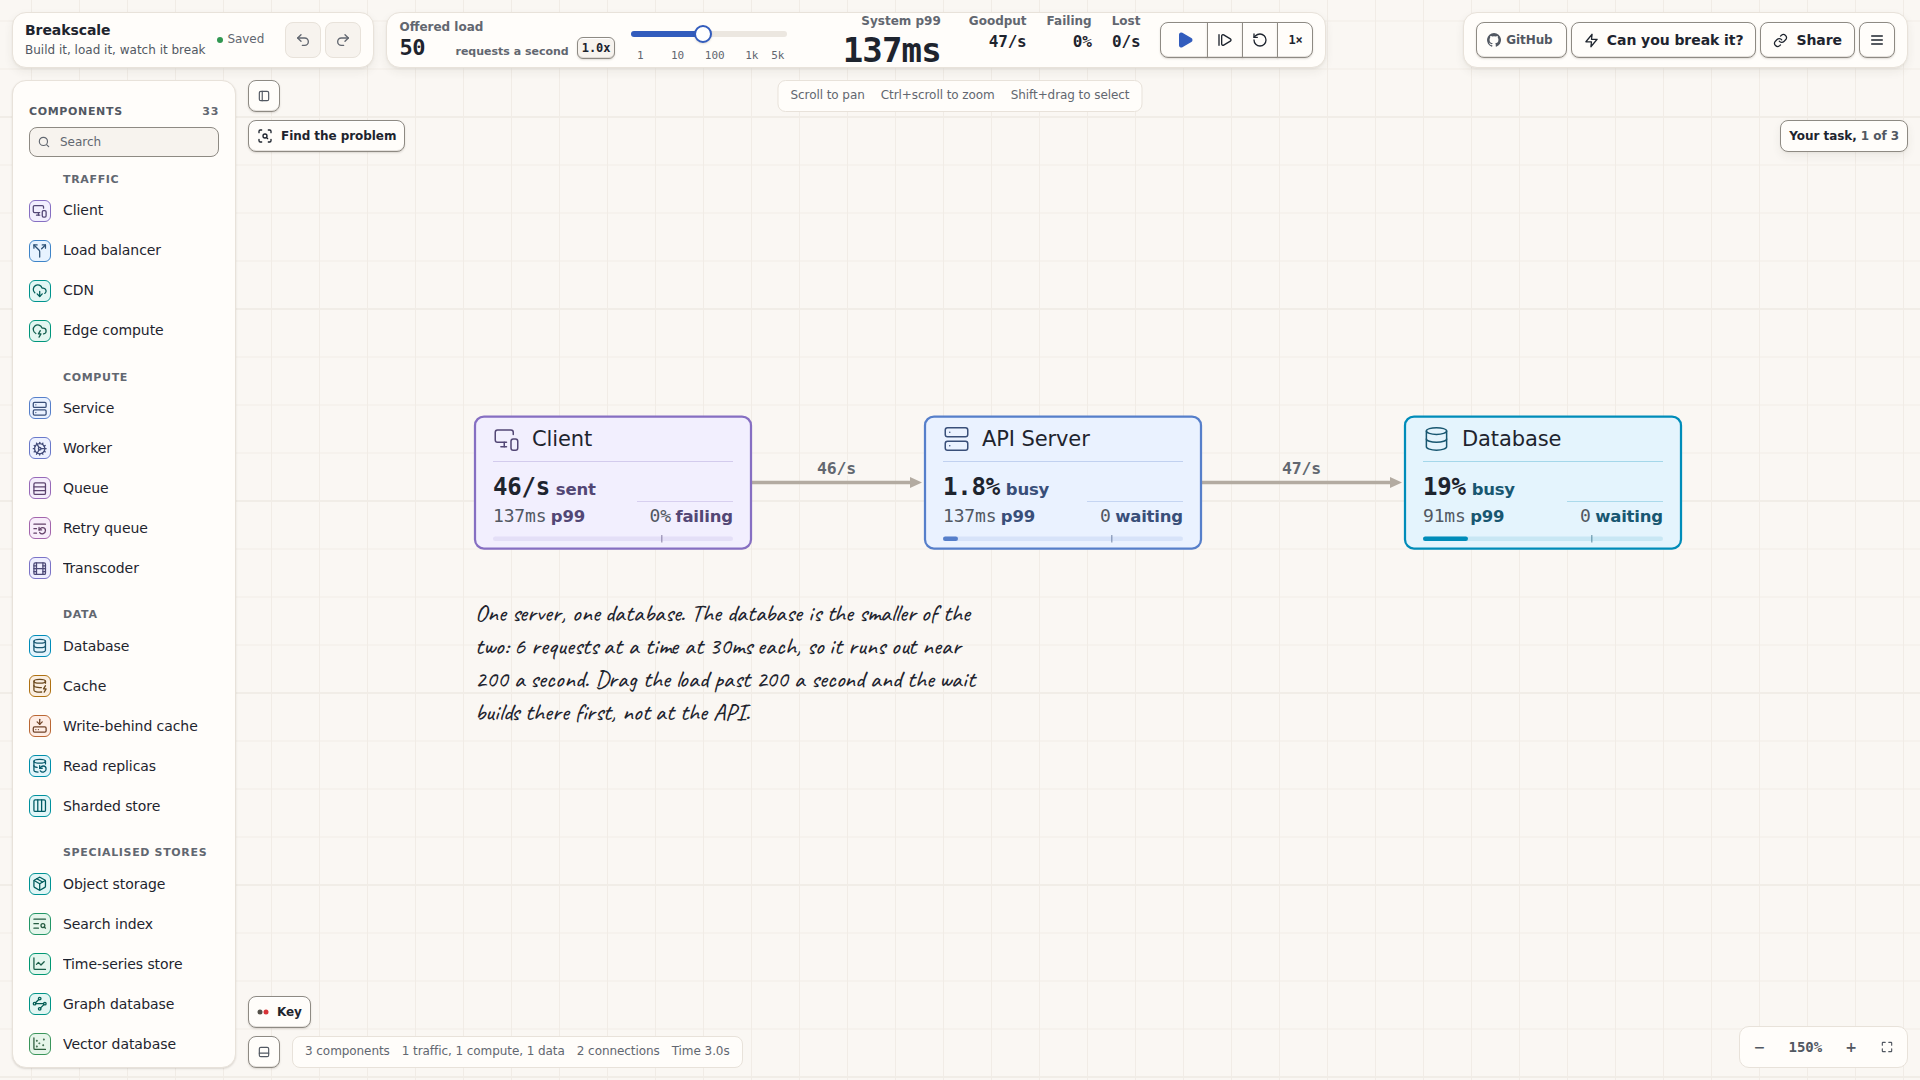 Breakscale
Build it, load it, watch it break
Saved
Offered load
50 requests a second 1.0x
1 10 100 1k 5k
System p99
137ms
Goodput
47/s
Failing
0%
Lost
0/s
1×
GitHub
Can you break it?
Share
COMPONENTS 33
Search
TRAFFIC
Client
Load balancer
CDN
Edge compute
COMPUTE
Service
Worker
Queue
Retry queue
Transcoder
DATA
Database
Cache
Write-behind cache
Read replicas
Sharded store
SPECIALISED STORES
Object storage
Search index
Time-series store
Graph database
Vector database
Scroll to pan Ctrl+scroll to zoom Shift+drag to select
Find the problem
Your task, 1 of 3
Client
46/s sent
137ms p99 0% failing
46/s
API Server
1.8% busy
137ms p99 0 waiting
47/s
Database
19% busy
91ms p99 0 waiting
One server, one database. The database is the smaller of the
two: 6 requests at a time at 30ms each, so it runs out near
200 a second. Drag the load past 200 a second and the wait
builds there first, not at the API.
Key
3 components 1 traffic, 1 compute, 1 data 2 connections Time 3.0s
− 150% +